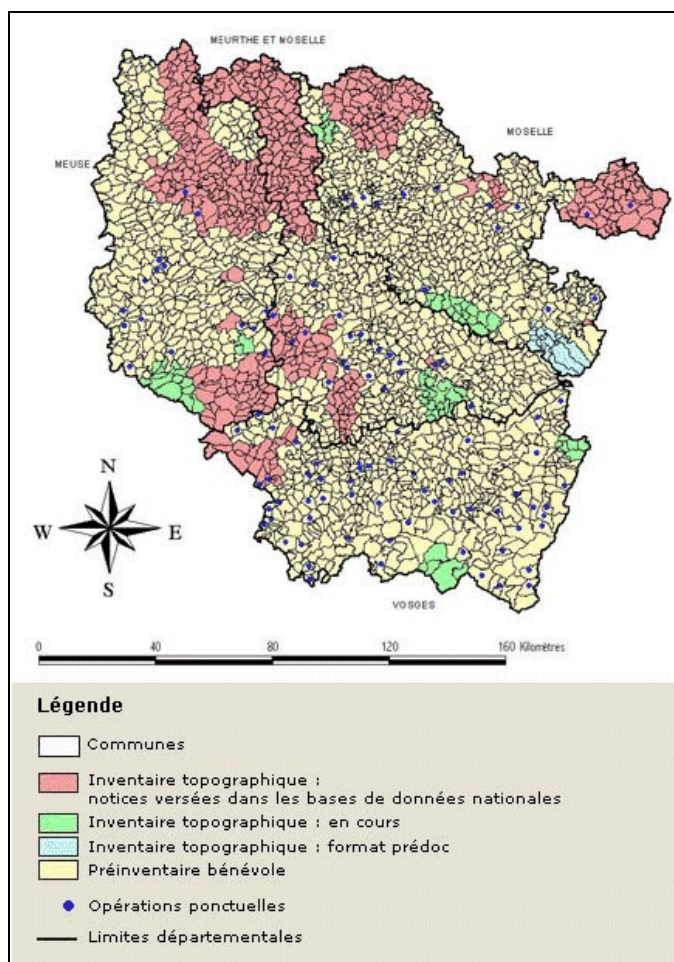 MEURTHE ET MOSELLE
MOSELLE
MEUSE
N
W
E
S
VOSGES
0 40 80 120 160 Kilomètres
Légende
Communes
Inventaire topographique :
notices versées dans les bases de données nationales
Inventaire topographique : en cours
Inventaire topographique : format prédoc
Préinventaire bénévole
Opérations ponctuelles
Limites départementales